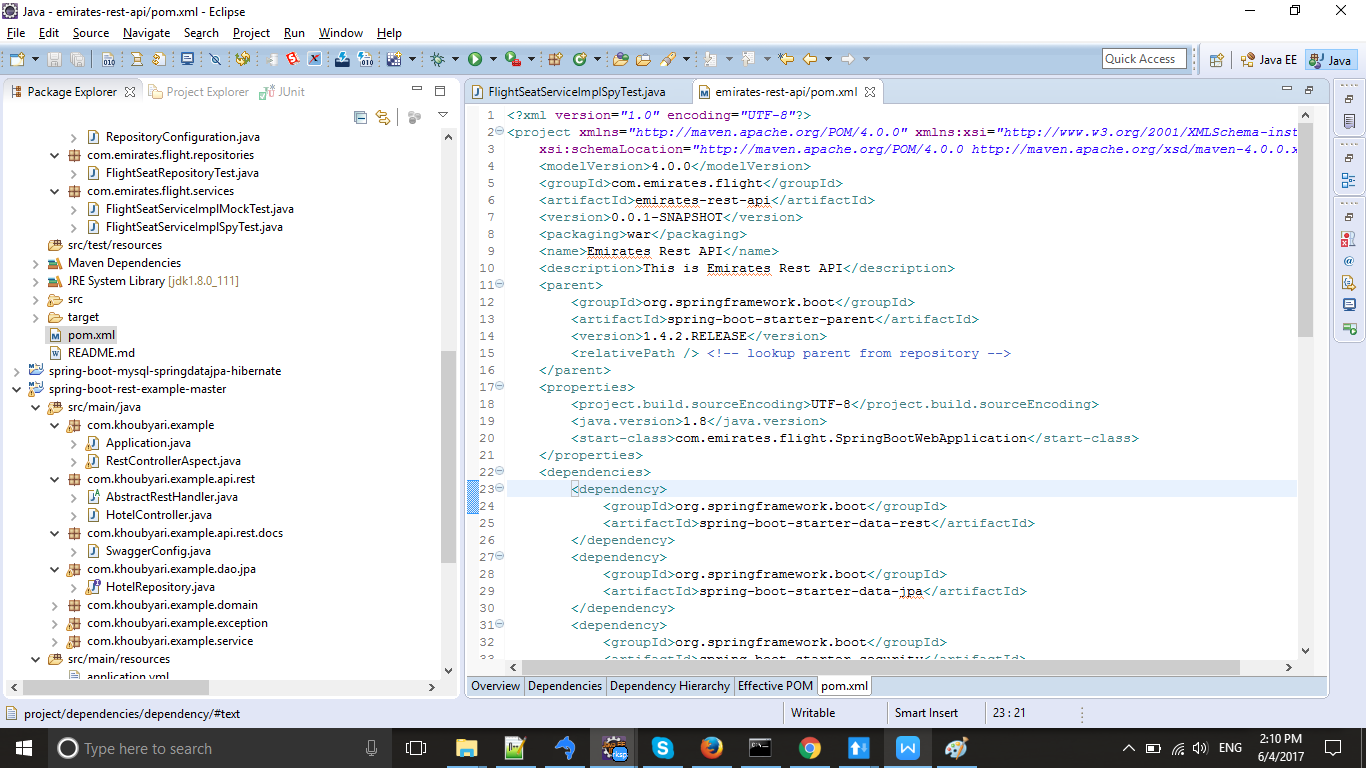 Java - emirates-rest-api/pom.xml - Eclipse
File Edit Source Navigate Search Project Run Window Help
Quick Access
Java EE
Java
Package Explorer
Project Explorer
JUnit
RepositoryConfiguration.java
com.emirates.flight.repositories
FlightSeatRepositoryTest.java
com.emirates.flight.services
FlightSeatServiceImplMockTest.java
FlightSeatServiceImplSpyTest.java
src/test/resources
Maven Dependencies
JRE System Library [jdk1.8.0_111]
src
target
pom.xml
README.md
spring-boot-mysql-springdatajpa-hibernate
spring-boot-rest-example-master
src/main/java
com.khoubyari.example
Application.java
RestControllerAspect.java
com.khoubyari.example.api.rest
AbstractRestHandler.java
HotelController.java
com.khoubyari.example.api.rest.docs
SwaggerConfig.java
com.khoubyari.example.dao.jpa
HotelRepository.java
com.khoubyari.example.domain
com.khoubyari.example.exception
com.khoubyari.example.service
src/main/resources
application.yml
FlightSeatServiceImplSpyTest.java
emirates-rest-api/pom.xml
1 <?xml version="1.0" encoding="UTF-8"?>
2 <project xmlns="http://maven.apache.org/POM/4.0.0" xmlns:xsi="http://www.w3.org/2001/XMLSchema-inst
3 xsi:schemaLocation="http://maven.apache.org/POM/4.0.0 http://maven.apache.org/xsd/maven-4.0.0.x
4 <modelVersion>4.0.0</modelVersion>
5 <groupId>com.emirates.flight</groupId>
6 <artifactId>emirates-rest-api</artifactId>
7 <version>0.0.1-SNAPSHOT</version>
8 <packaging>war</packaging>
9 <name>Emirates Rest API</name>
10 <description>This is Emirates Rest API</description>
11 <parent>
12 <groupId>org.springframework.boot</groupId>
13 <artifactId>spring-boot-starter-parent</artifactId>
14 <version>1.4.2.RELEASE</version>
15 <relativePath /> <!-- lookup parent from repository -->
16 </parent>
17 <properties>
18 <project.build.sourceEncoding>UTF-8</project.build.sourceEncoding>
19 <java.version>1.8</java.version>
20 <start-class>com.emirates.flight.SpringBootWebApplication</start-class>
21 </properties>
22 <dependencies>
23 <dependency>
24 <groupId>org.springframework.boot</groupId>
25 <artifactId>spring-boot-starter-data-rest</artifactId>
26 </dependency>
27 <dependency>
28 <groupId>org.springframework.boot</groupId>
29 <artifactId>spring-boot-starter-data-jpa</artifactId>
30 </dependency>
31 <dependency>
32 <groupId>org.springframework.boot</groupId>
33 <artifactId>spring-boot-starter-security</artifactId>
Overview Dependencies Dependency Hierarchy Effective POM pom.xml
project/dependencies/dependency/#text
Writable
Smart Insert
23 : 21
Type here to search
ENG
2:10 PM
6/4/2017